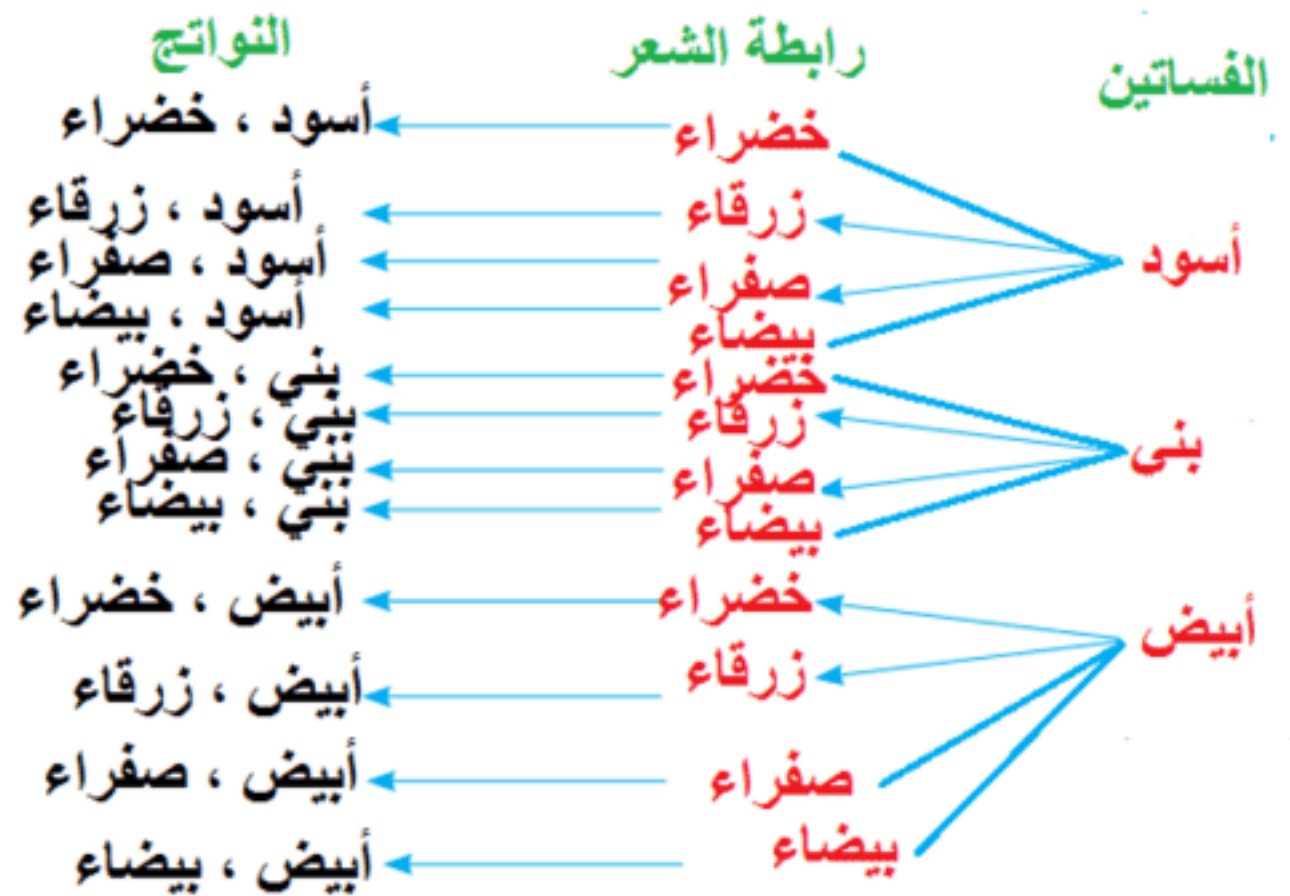 الفساتين رابطة الشعر النواتج
خضراء أسود ، خضراء
زرقاء أسود ، زرقاء
أسود
صفراء أسود ، صفراء
بيضاء أسود ، بيضاء
خضراء بني ، خضراء
زرقاء بني ، زرقاء
بني
صفراء بني ، صفراء
بيضاء بني ، بيضاء
خضراء أبيض ، خضراء
أبيض
زرقاء أبيض ، زرقاء
صفراء أبيض ، صفراء
بيضاء أبيض ، بيضاء